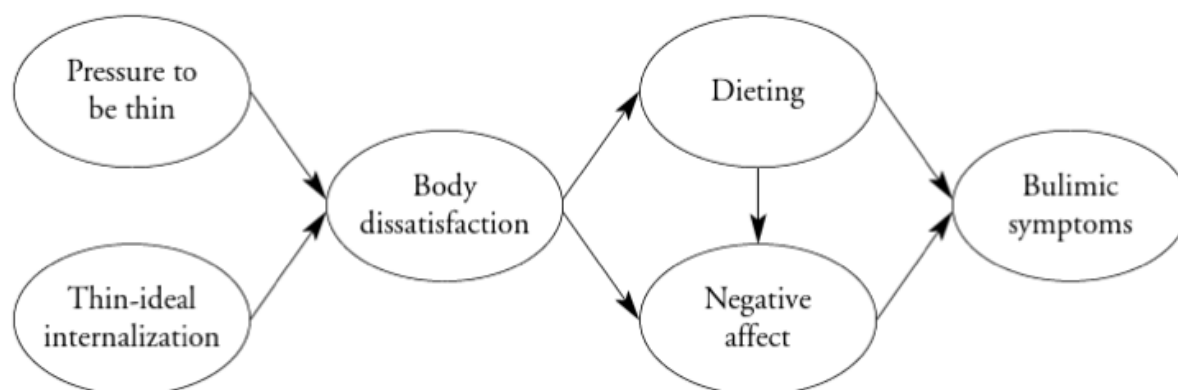 Pressure to
be thin
Thin-ideal
internalization
Body
dissatisfaction
Dieting
Negative
affect
Bulimic
symptoms